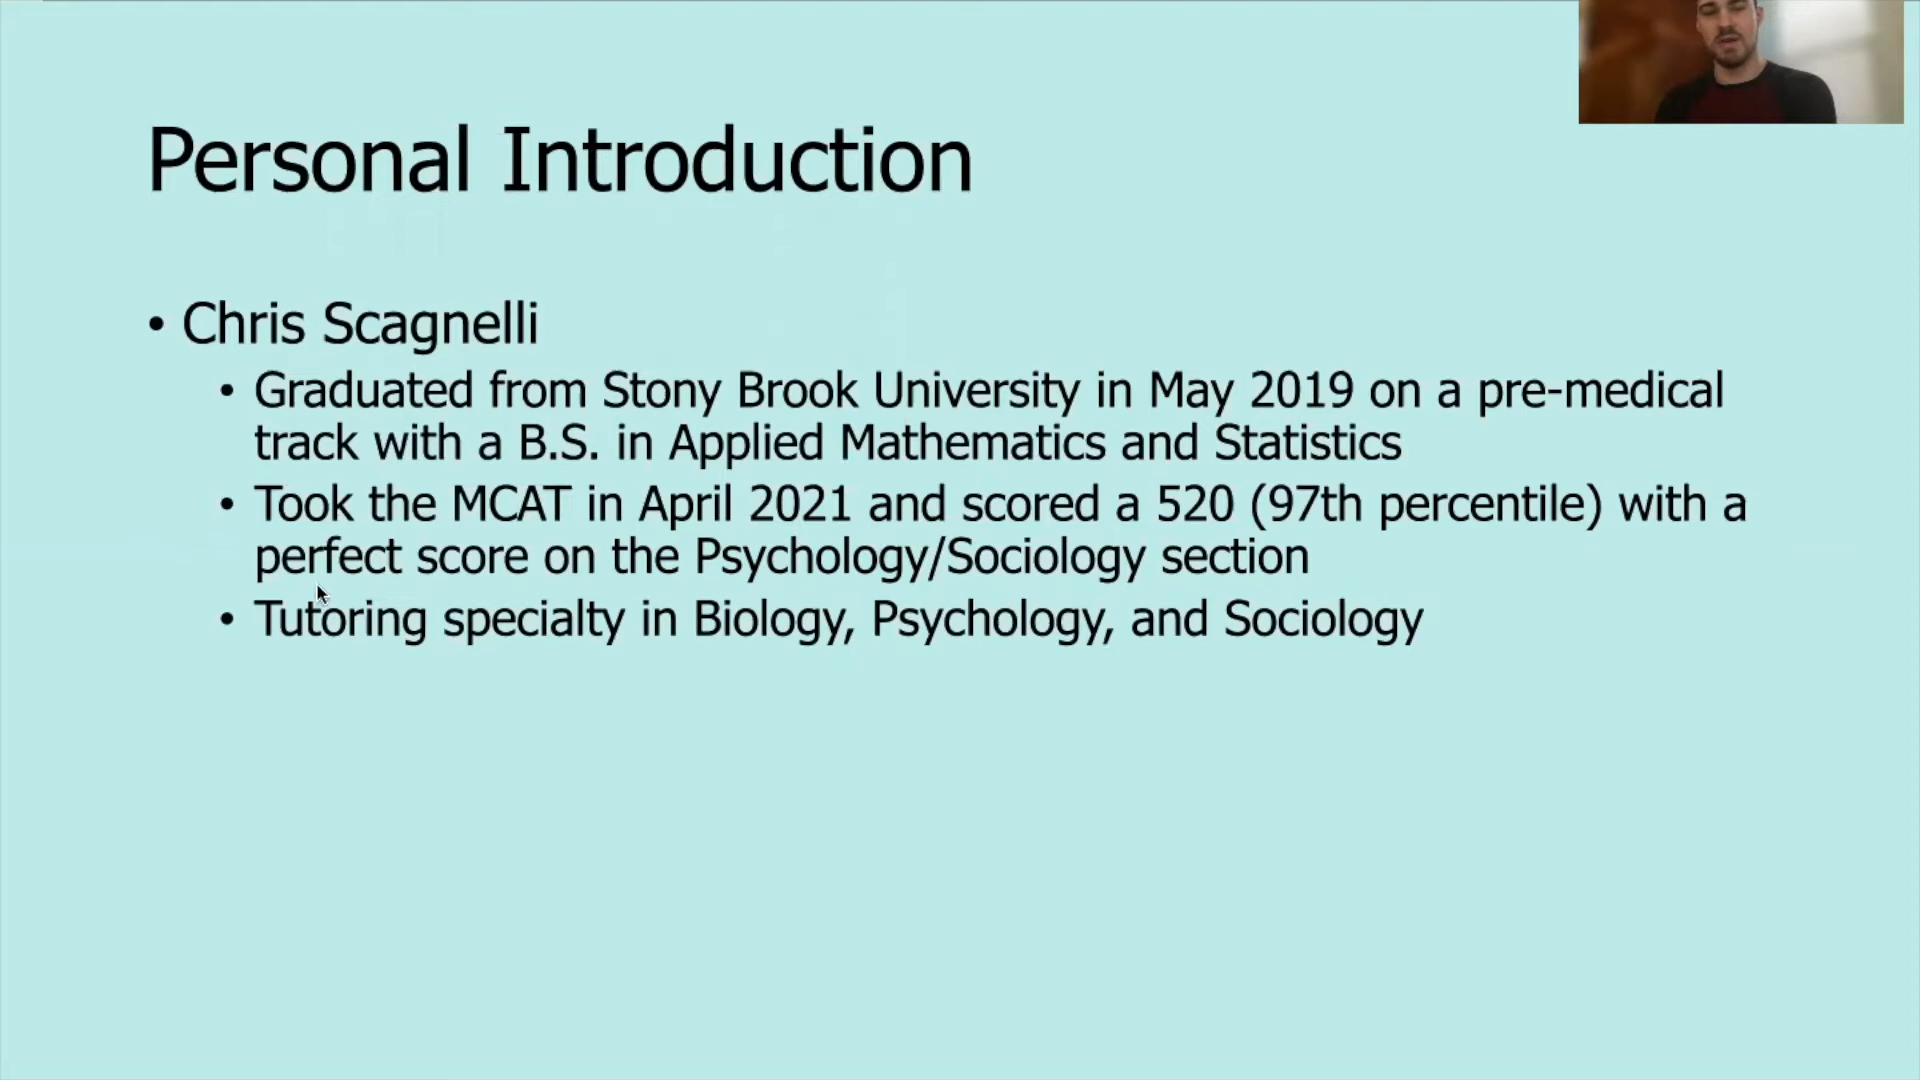 Personal Introduction
• Chris Scagnelli
• Graduated from Stony Brook University in May 2019 on a pre-medical
track with a B.S. in Applied Mathematics and Statistics
• Took the MCAT in April 2021 and scored a 520 (97th percentile) with a
perfect score on the Psychology/Sociology section
• Tutoring specialty in Biology, Psychology, and Sociology